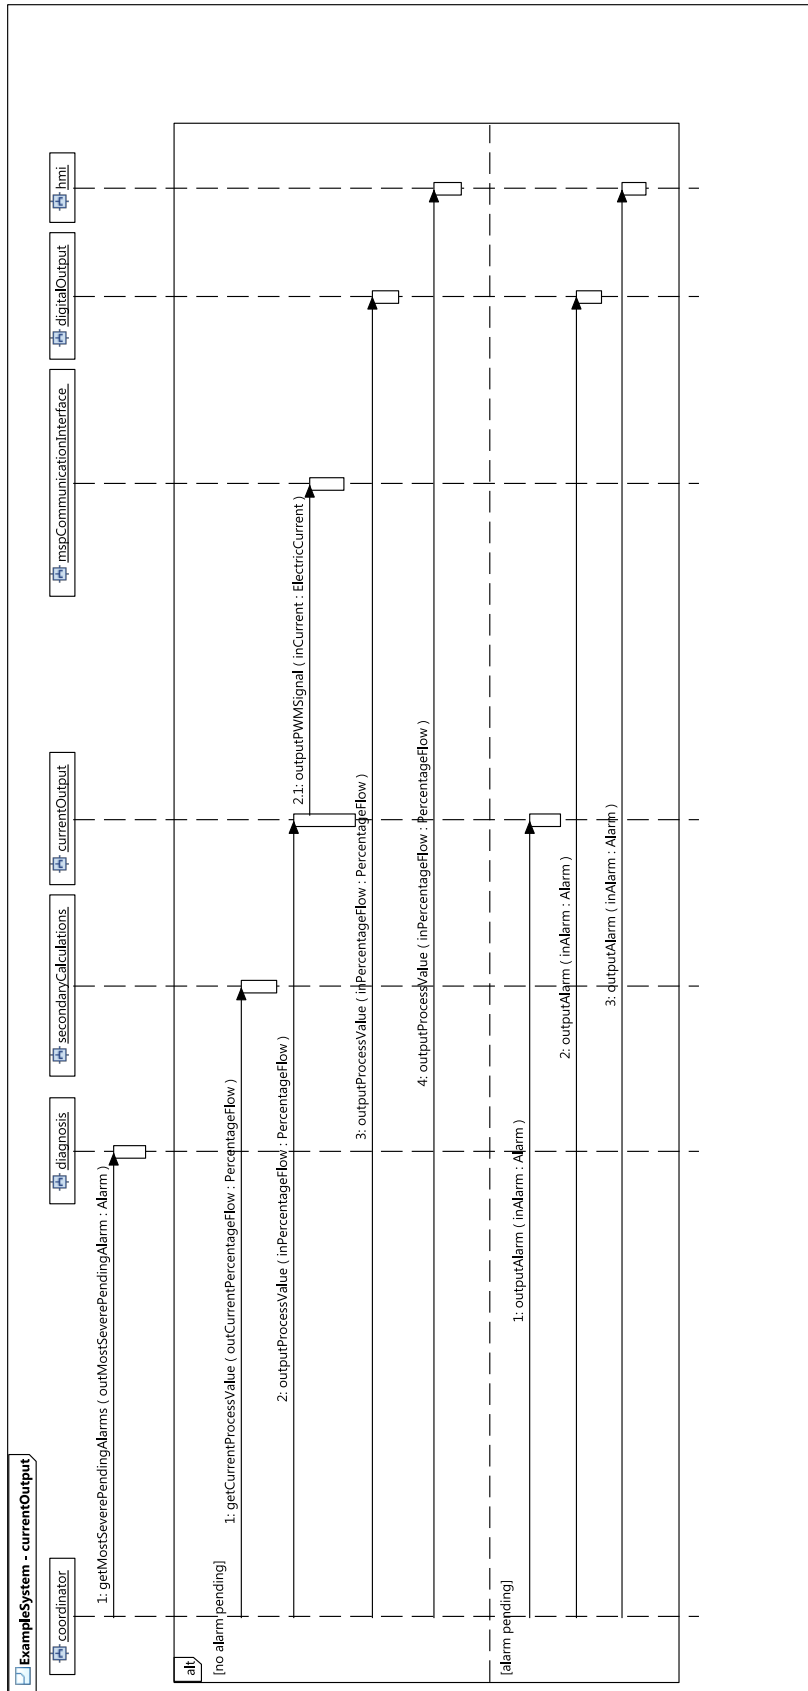 ExampleSystem - currentOutput
coordinator
diagnosis
secondaryCalculations
currentOutput
mspCommunicationInterface
digitalOutput
hmi
1: getMostSeverePendingAlarms ( outMostSeverePendingAlarm : Alarm )
alt
[no alarm pending]
1: getCurrentProcessValue ( outCurrentPercentageFlow : PercentageFlow )
2: outputProcessValue ( inPercentageFlow : PercentageFlow )
2.1: outputPWMSignal ( inCurrent : ElectricCurrent )
3: outputProcessValue ( inPercentageFlow : PercentageFlow )
4: outputProcessValue ( inPercentageFlow : PercentageFlow )
[alarm pending]
1: outputAlarm ( inAlarm : Alarm )
2: outputAlarm ( inAlarm : Alarm )
3: outputAlarm ( inAlarm : Alarm )